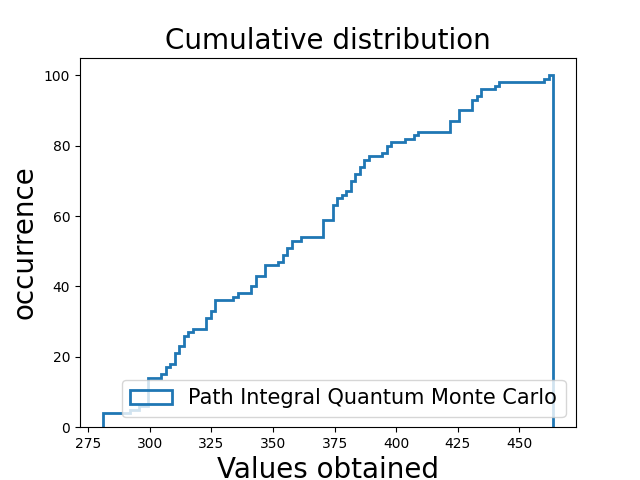 Cumulative distribution
occurrence
100
80
60
40
20
0
Path Integral Quantum Monte Carlo
275 300 325 350 375 400 425 450
Values obtained